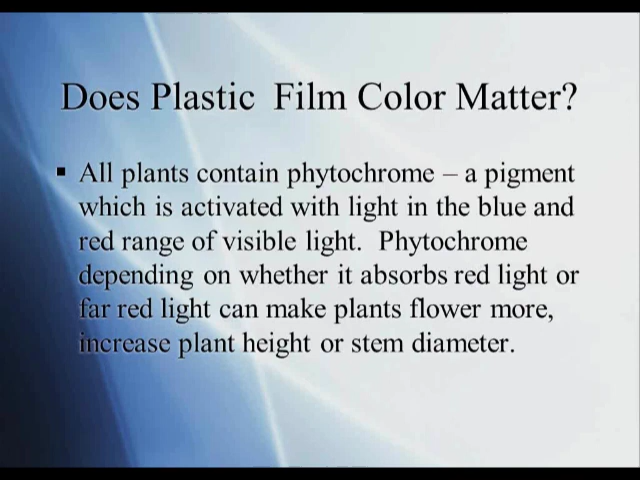 Does Plastic  Film Color Matter?
▪ All plants contain phytochrome – a pigment
which is activated with light in the blue and
red range of visible light.  Phytochrome
depending on whether it absorbs red light or
far red light can make plants flower more,
increase plant height or stem diameter.